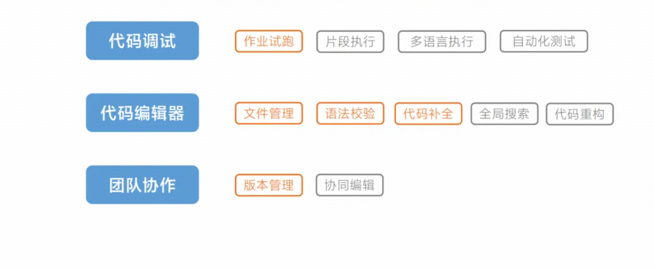 代码调试 作业试跑 片段执行 多语言执行 自动化测试
代码编辑器 文件管理 语法校验 代码补全 全局搜索 代码重构
团队协作 版本管理 协同编辑